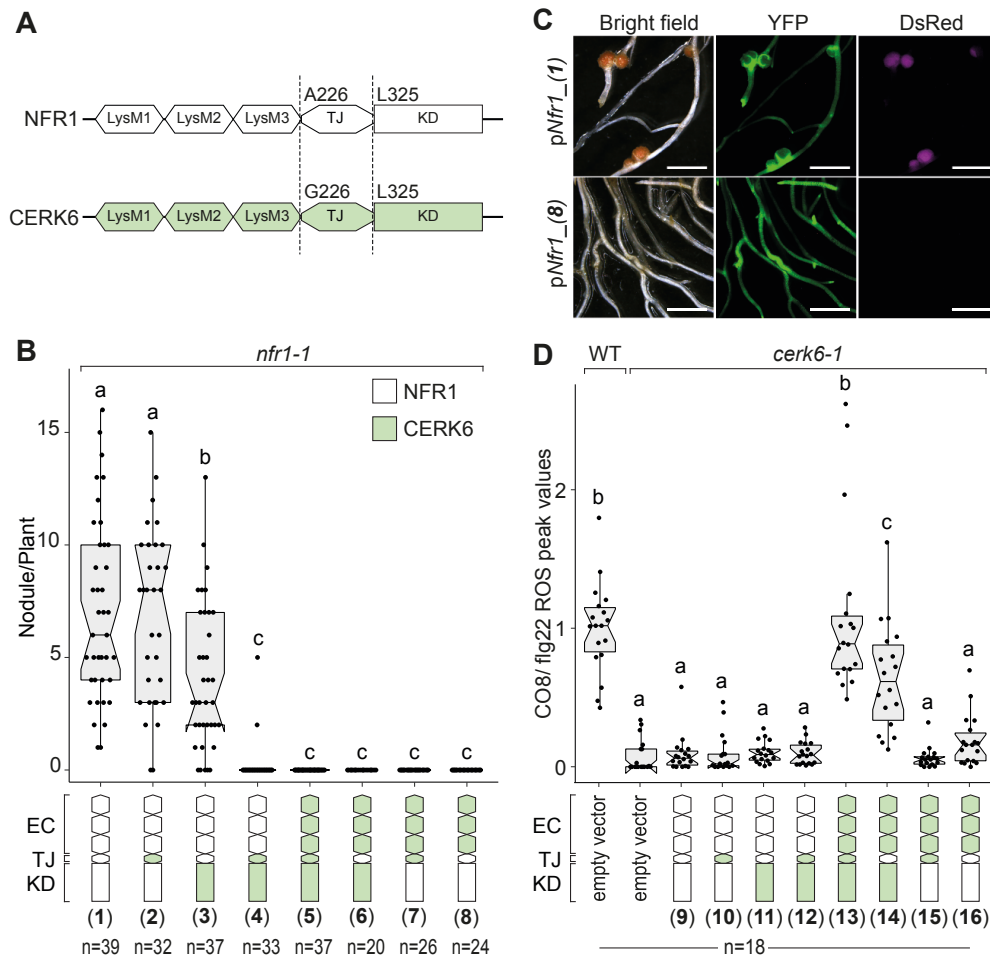 A
A226
L325
NFR1
LysM1
LysM2
LysM3
TJ
KD
G226
L325
CERK6
LysM1
LysM2
LysM3
TJ
KD
C
Bright field
YFP
DsRed
pNfr1_(1)
pNfr1_(8)
B
nfr1-1
NFR1
CERK6
Nodule/Plant
15
10
5
0
a
a
b
c
c
c
c
c
EC
TJ
KD
(1) (2) (3) (4) (5) (6) (7) (8)
n=39 n=32 n=37 n=33 n=37 n=20 n=26 n=24
D
WT
cerk6-1
CO8/ flg22 ROS peak values
2
1
0
b
a
a
a
a
a
b
c
a
a
EC
TJ
KD
empty vector
empty vector
(9) (10) (11) (12) (13) (14) (15) (16)
n=18